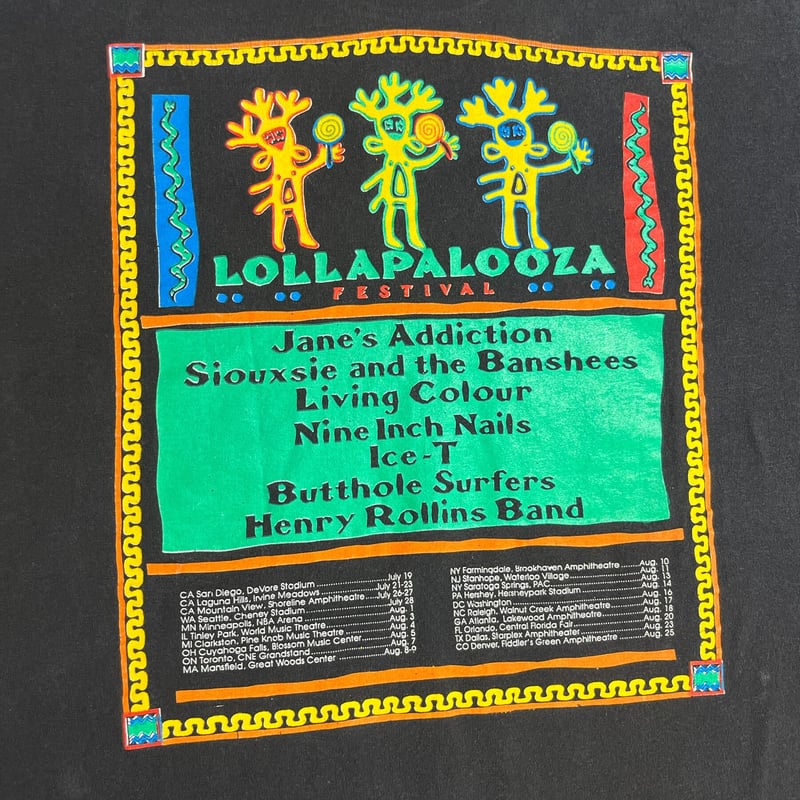 LOLLAPALOOZA
FESTIVAL
Jane's Addiction
Siouxsie and the Banshees
Living Colour
Nine Inch Nails
Ice-T
Butthole Surfers
Henry Rollins Band
CA San Diego, DeVore Stadium July 19
CA Laguna Hills, Irvine Meadows July 21-23
CA Mountain View, Shoreline Amphitheatre July 26-27
WA Seattle, Cheney Stadium July 28
MN Minneapolis, NBA Arena Aug. 1
IL Tinley Park, World Music Theatre Aug. 3
MI Clarkston, Pine Knob Music Theatre Aug. 4
OH Cuyahoga Falls, Blossom Music Center Aug. 5
ON Toronto, CNE Grandstand Aug. 7
MA Mansfield, Great Woods Center Aug. 8-9
NY Farmingdale, Brookhaven Amphitheatre Aug. 10
NJ Stanhope, Waterloo Village Aug. 11
NY Saratoga Springs, PAC Aug. 13
PA Hershey, Hersheypark Stadium Aug. 14
DC Washington Aug. 16
NC Raleigh, Walnut Creek Amphitheatre Aug. 17
GA Atlanta, Lakewood Amphitheatre Aug. 18
FL Orlando, Central Florida Fair Aug. 20
TX Dallas, Starplex Amphitheater Aug. 23
CO Denver, Fiddler's Green Amphitheatre Aug. 25